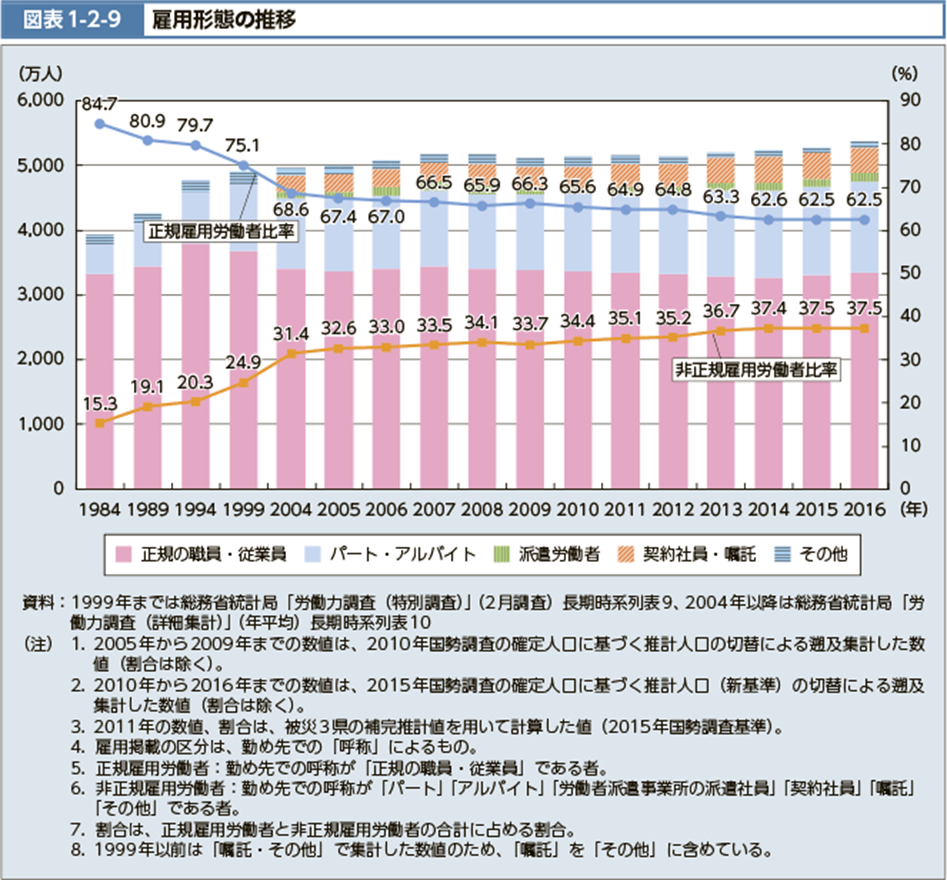 図表1-2-9 雇用形態の推移
（万人） （%）
6,000 90
5,000 80
4,000 70
3,000 60
2,000 50
1,000 40
0 30
20
10
0
84.7 80.9 79.7 75.1 68.6 67.4 67.0 66.5 65.9 66.3 65.6 64.9 64.8 63.3 62.6 62.5 62.5
正規雇用労働者比率
15.3 19.1 20.3 24.9 31.4 32.6 33.0 33.5 34.1 33.7 34.4 35.1 35.2 36.7 37.4 37.5 37.5
非正規雇用労働者比率
1984 1989 1994 1999 2004 2005 2006 2007 2008 2009 2010 2011 2012 2013 2014 2015 2016 （年）
正規の職員・従業員 パート・アルバイト 派遣労働者 契約社員・嘱託 その他
資料：1999年までは総務省統計局「労働力調査（特別調査）」（2月調査）長期時系列表9、2004年以降は総務省統計局「労
働力調査（詳細集計）」（年平均）長期時系列表10
（注） 1. 2005年から2009年までの数値は、2010年国勢調査の確定人口に基づく推計人口の切替による遡及集計した数
値（割合は除く）。
2. 2010年から2016年までの数値は、2015年国勢調査の確定人口に基づく推計人口（新基準）の切替による遡及
集計した数値（割合は除く）。
3. 2011年の数値、割合は、被災3県の補完推計値を用いて計算した値（2015年国勢調査基準）。
4. 雇用掲載の区分は、勤め先での「呼称」によるもの。
5. 正規雇用労働者：勤め先での呼称が「正規の職員・従業員」である者。
6. 非正規雇用労働者：勤め先での呼称が「パート」「アルバイト」「労働者派遣事業所の派遣社員」「契約社員」「嘱託」
「その他」である者。
7. 割合は、正規雇用労働者と非正規雇用労働者の合計に占める割合。
8. 1999年以前は「嘱託・その他」で集計した数値のため、「嘱託」を「その他」に含めている。